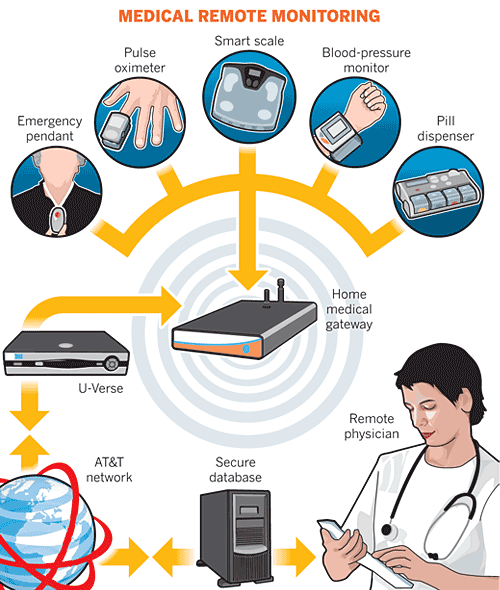 MEDICAL REMOTE MONITORING
Smart scale
Pulse
oximeter
Blood-pressure
monitor
Emergency
pendant
Pill
dispenser
Home
medical
gateway
U-Verse
Remote
physician
AT&T
network
Secure
database